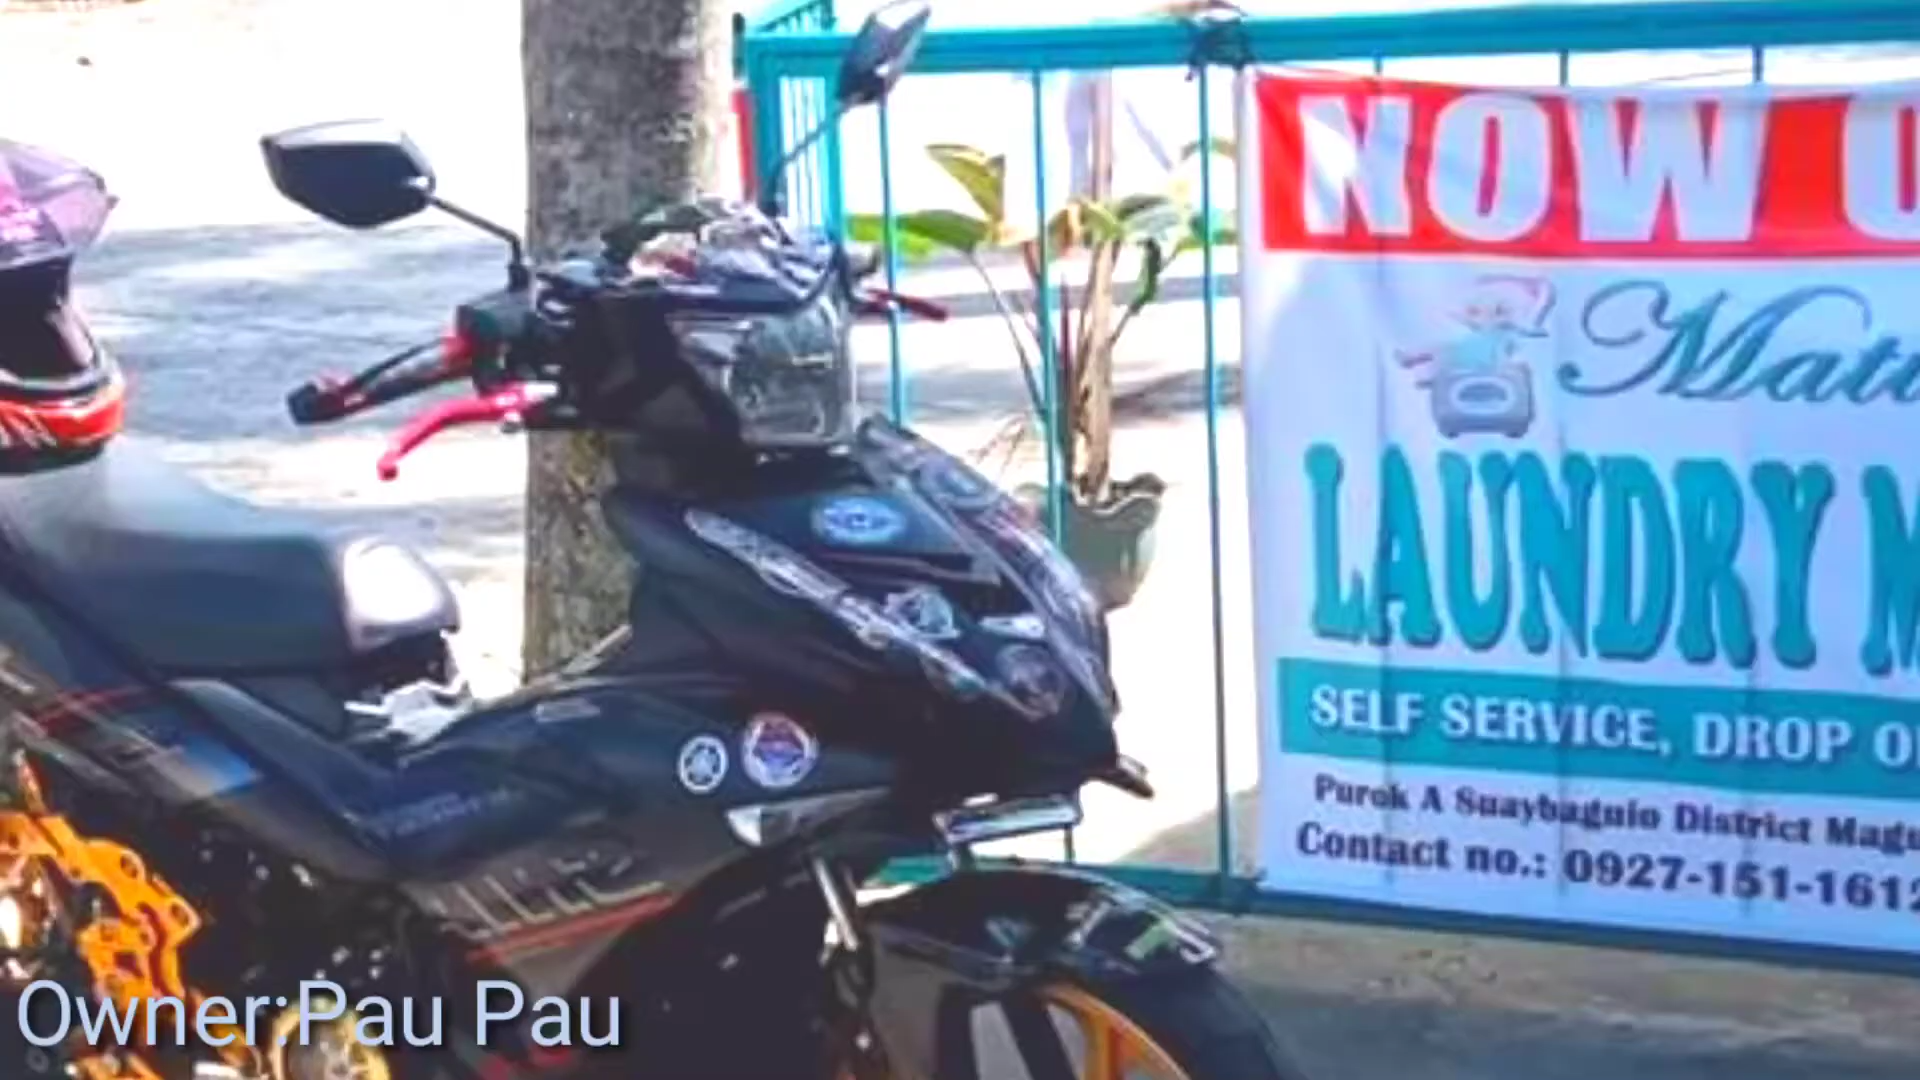 NOW
LAUNDRY
SELF SERVICE, DROP
Purok A Suaybaguio District
Contact no.: 0927-151-1612
Owner:Pau Pau